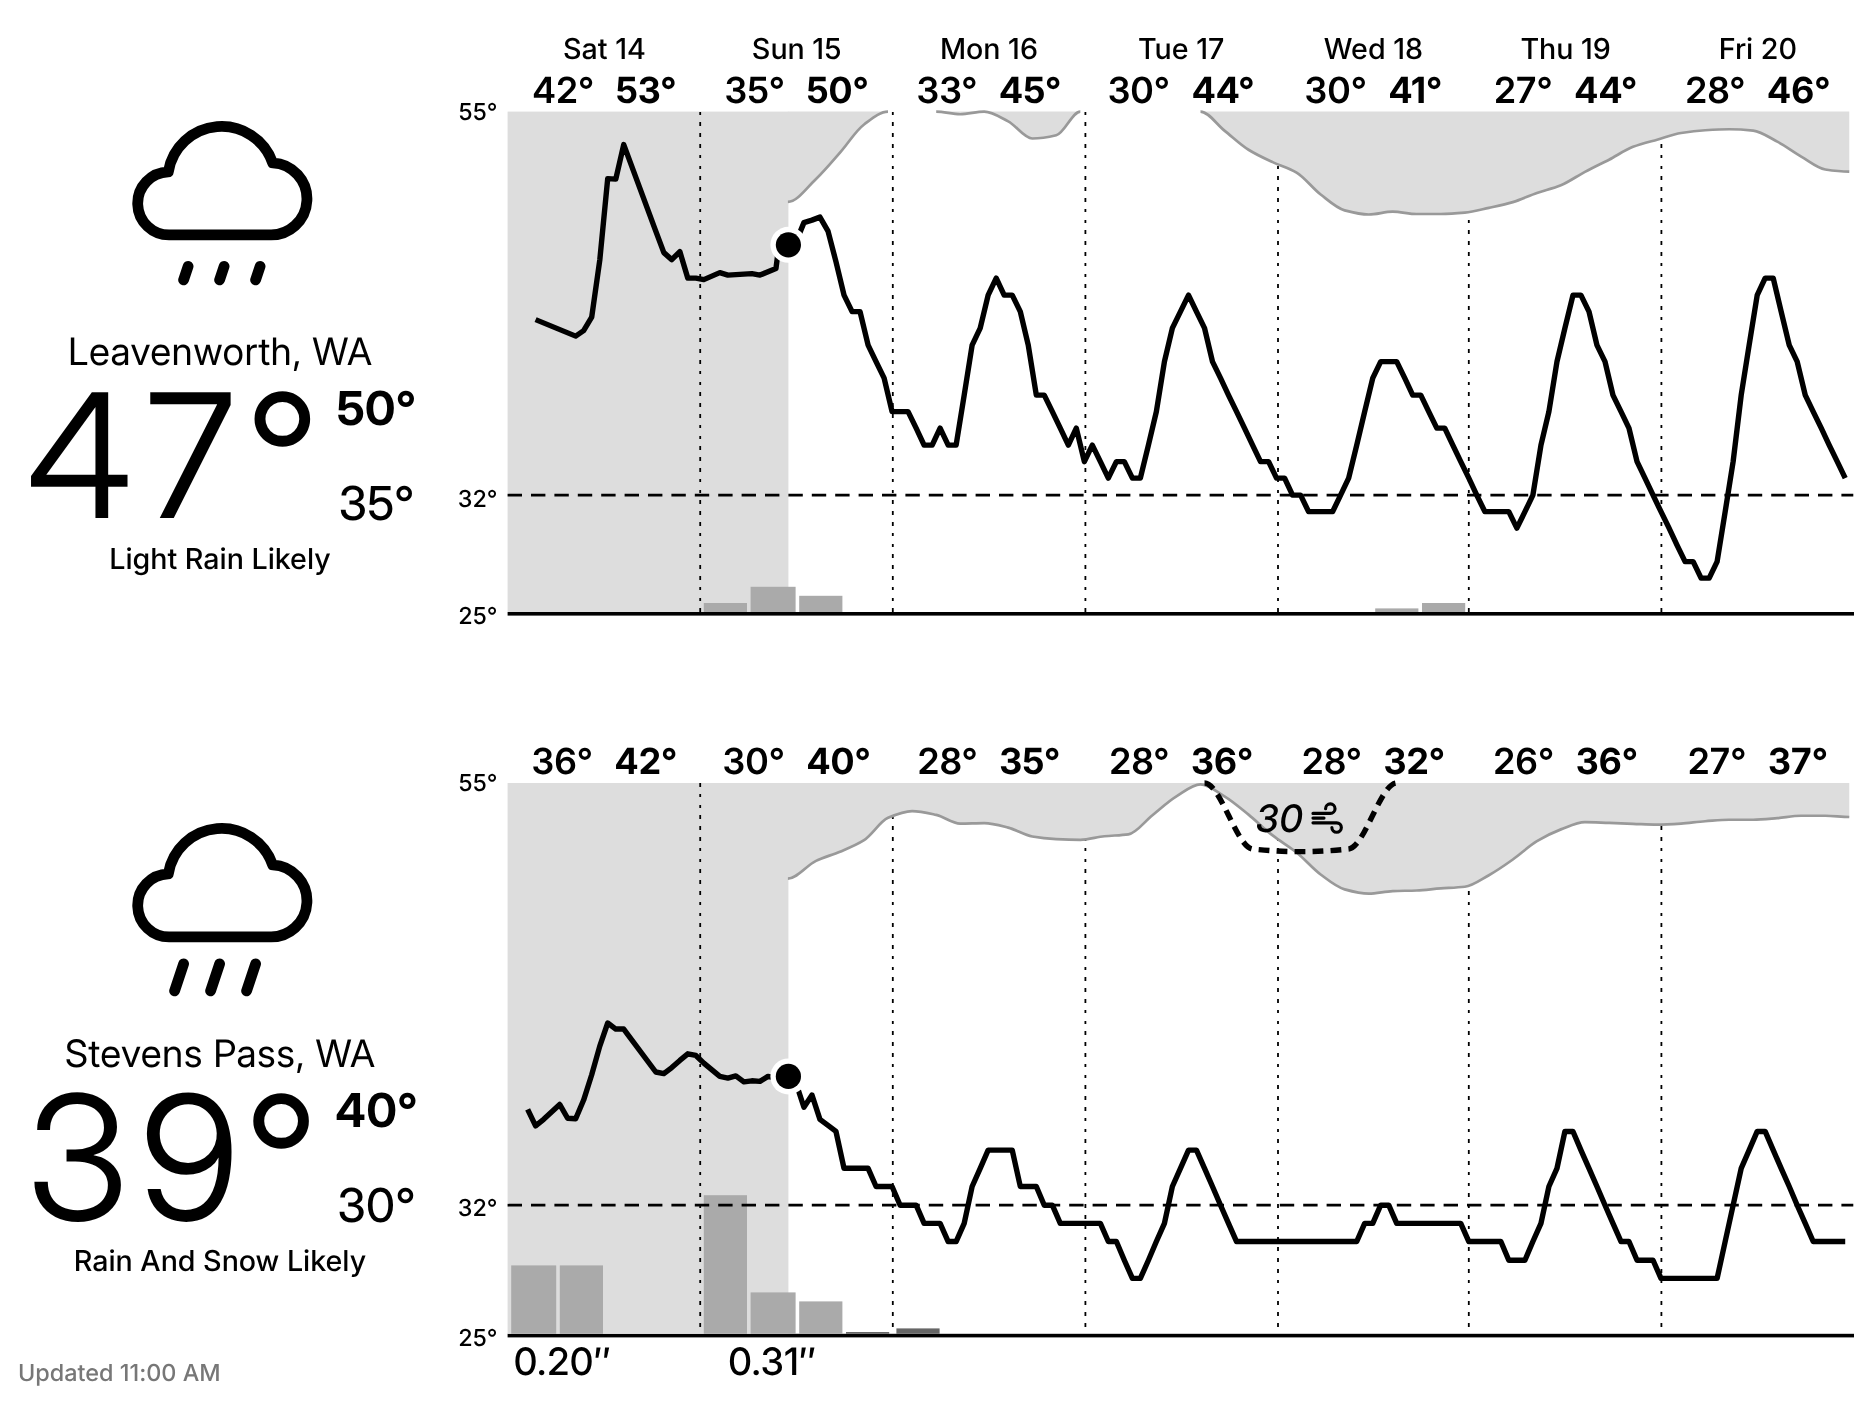 Sat 14 Sun 15 Mon 16 Tue 17 Wed 18 Thu 19 Fri 20
42° 53° 35° 50° 33° 45° 30° 44° 30° 41° 27° 44° 28° 46°
55°
32°
25°
Leavenworth, WA
47° 50°
35°
Light Rain Likely
36° 42° 30° 40° 28° 35° 28° 36° 28° 32° 26° 36° 27° 37°
55°
30
32°
25°
0.20″ 0.31″
Stevens Pass, WA
39° 40°
30°
Rain And Snow Likely
Updated 11:00 AM